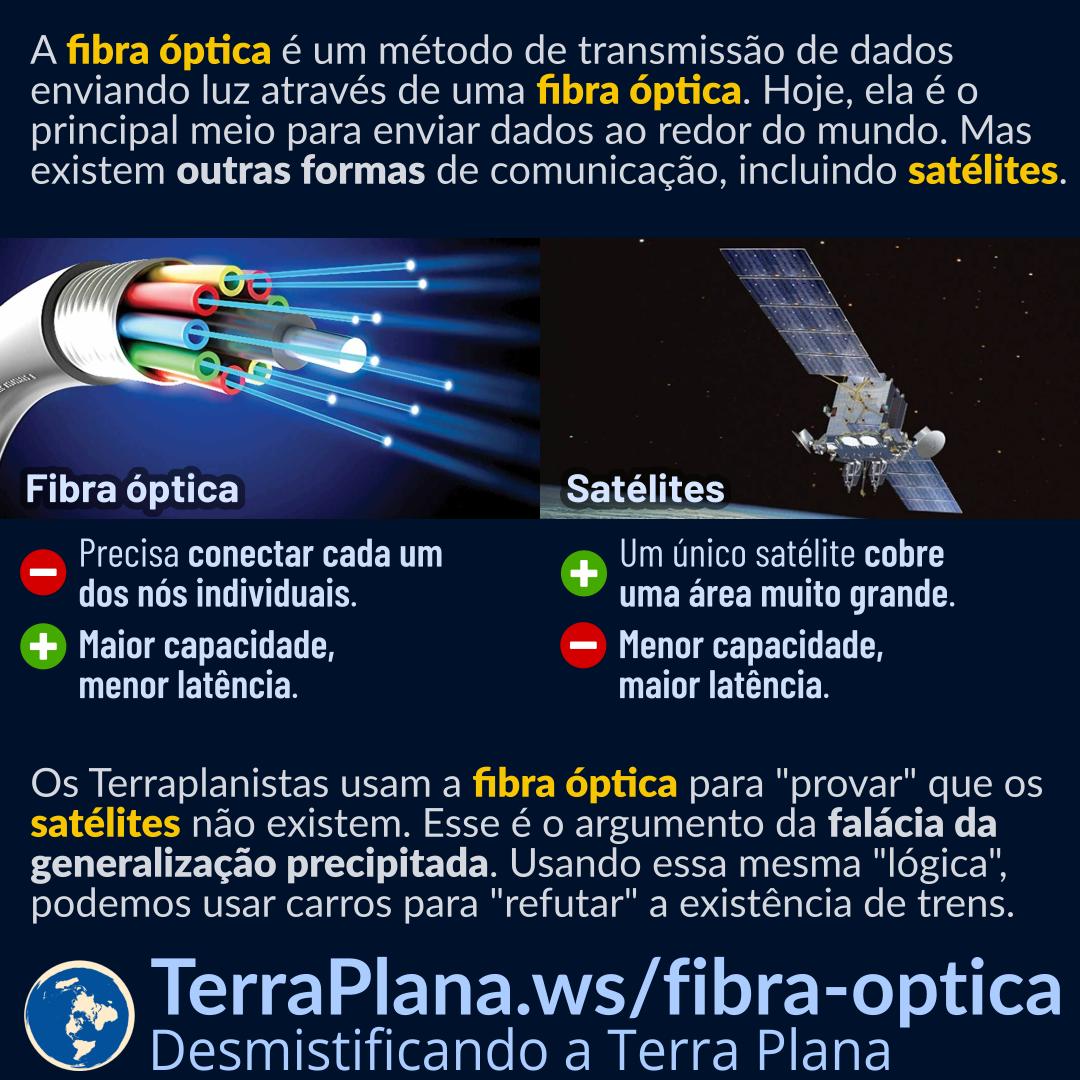 A fibra óptica é um método de transmissão de dados
enviando luz através de uma fibra óptica. Hoje, ela é o
principal meio para enviar dados ao redor do mundo. Mas
existem outras formas de comunicação, incluindo satélites.
Fibra óptica
Satélites
Precisa conectar cada um
dos nós individuais.
Maior capacidade,
menor latência.
Um único satélite cobre
uma área muito grande.
Menor capacidade,
maior latência.
Os Terraplanistas usam a fibra óptica para "provar" que os
satélites não existem. Esse é o argumento da falácia da
generalização precipitada. Usando essa mesma "lógica",
podemos usar carros para "refutar" a existência de trens.
TerraPlana.ws/fibra-optica
Desmistificando a Terra Plana